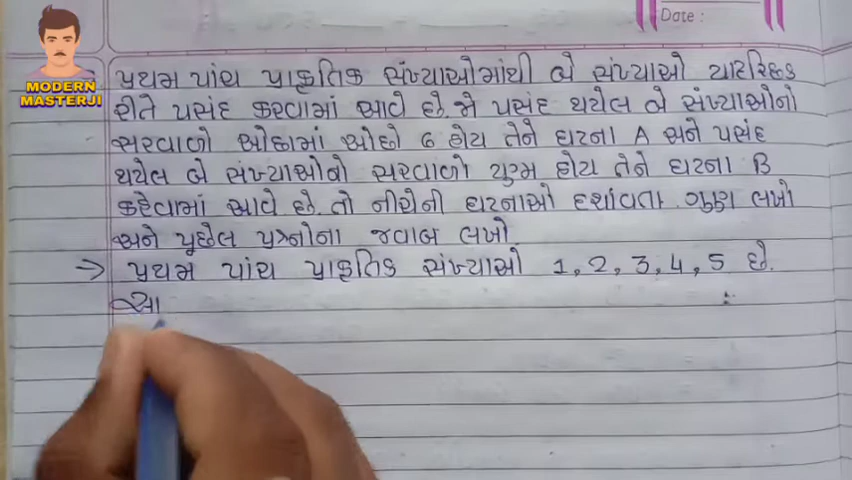 Date :
MODERN
MASTERJI
પ્રથમ પાંચ પ્રાકૃતિક સંખ્યાઓમાંથી બે સંખ્યાઓ યાદચ્છિક
રીતે પસંદ કરવામાં આવે છે. જો પસંદ થયેલ બે સંખ્યાઓનો
સરવાળો ઓછામાં ઓછો 6 હોય તેને ઘટના A અને પસંદ
થયેલ બે સંખ્યાઓનો સરવાળો યુગ્મ હોય તેને ઘટના B
કહેવામાં આવે છે. તો નીચેની ઘટનાઓ દર્શાવતા ગણ લખો
અને પૂછેલ પ્રશ્નોના જવાબ લખો.
→ પ્રથમ પાંચ પ્રાકૃતિક સંખ્યાઓ 1, 2, 3, 4, 5 છે.
આ